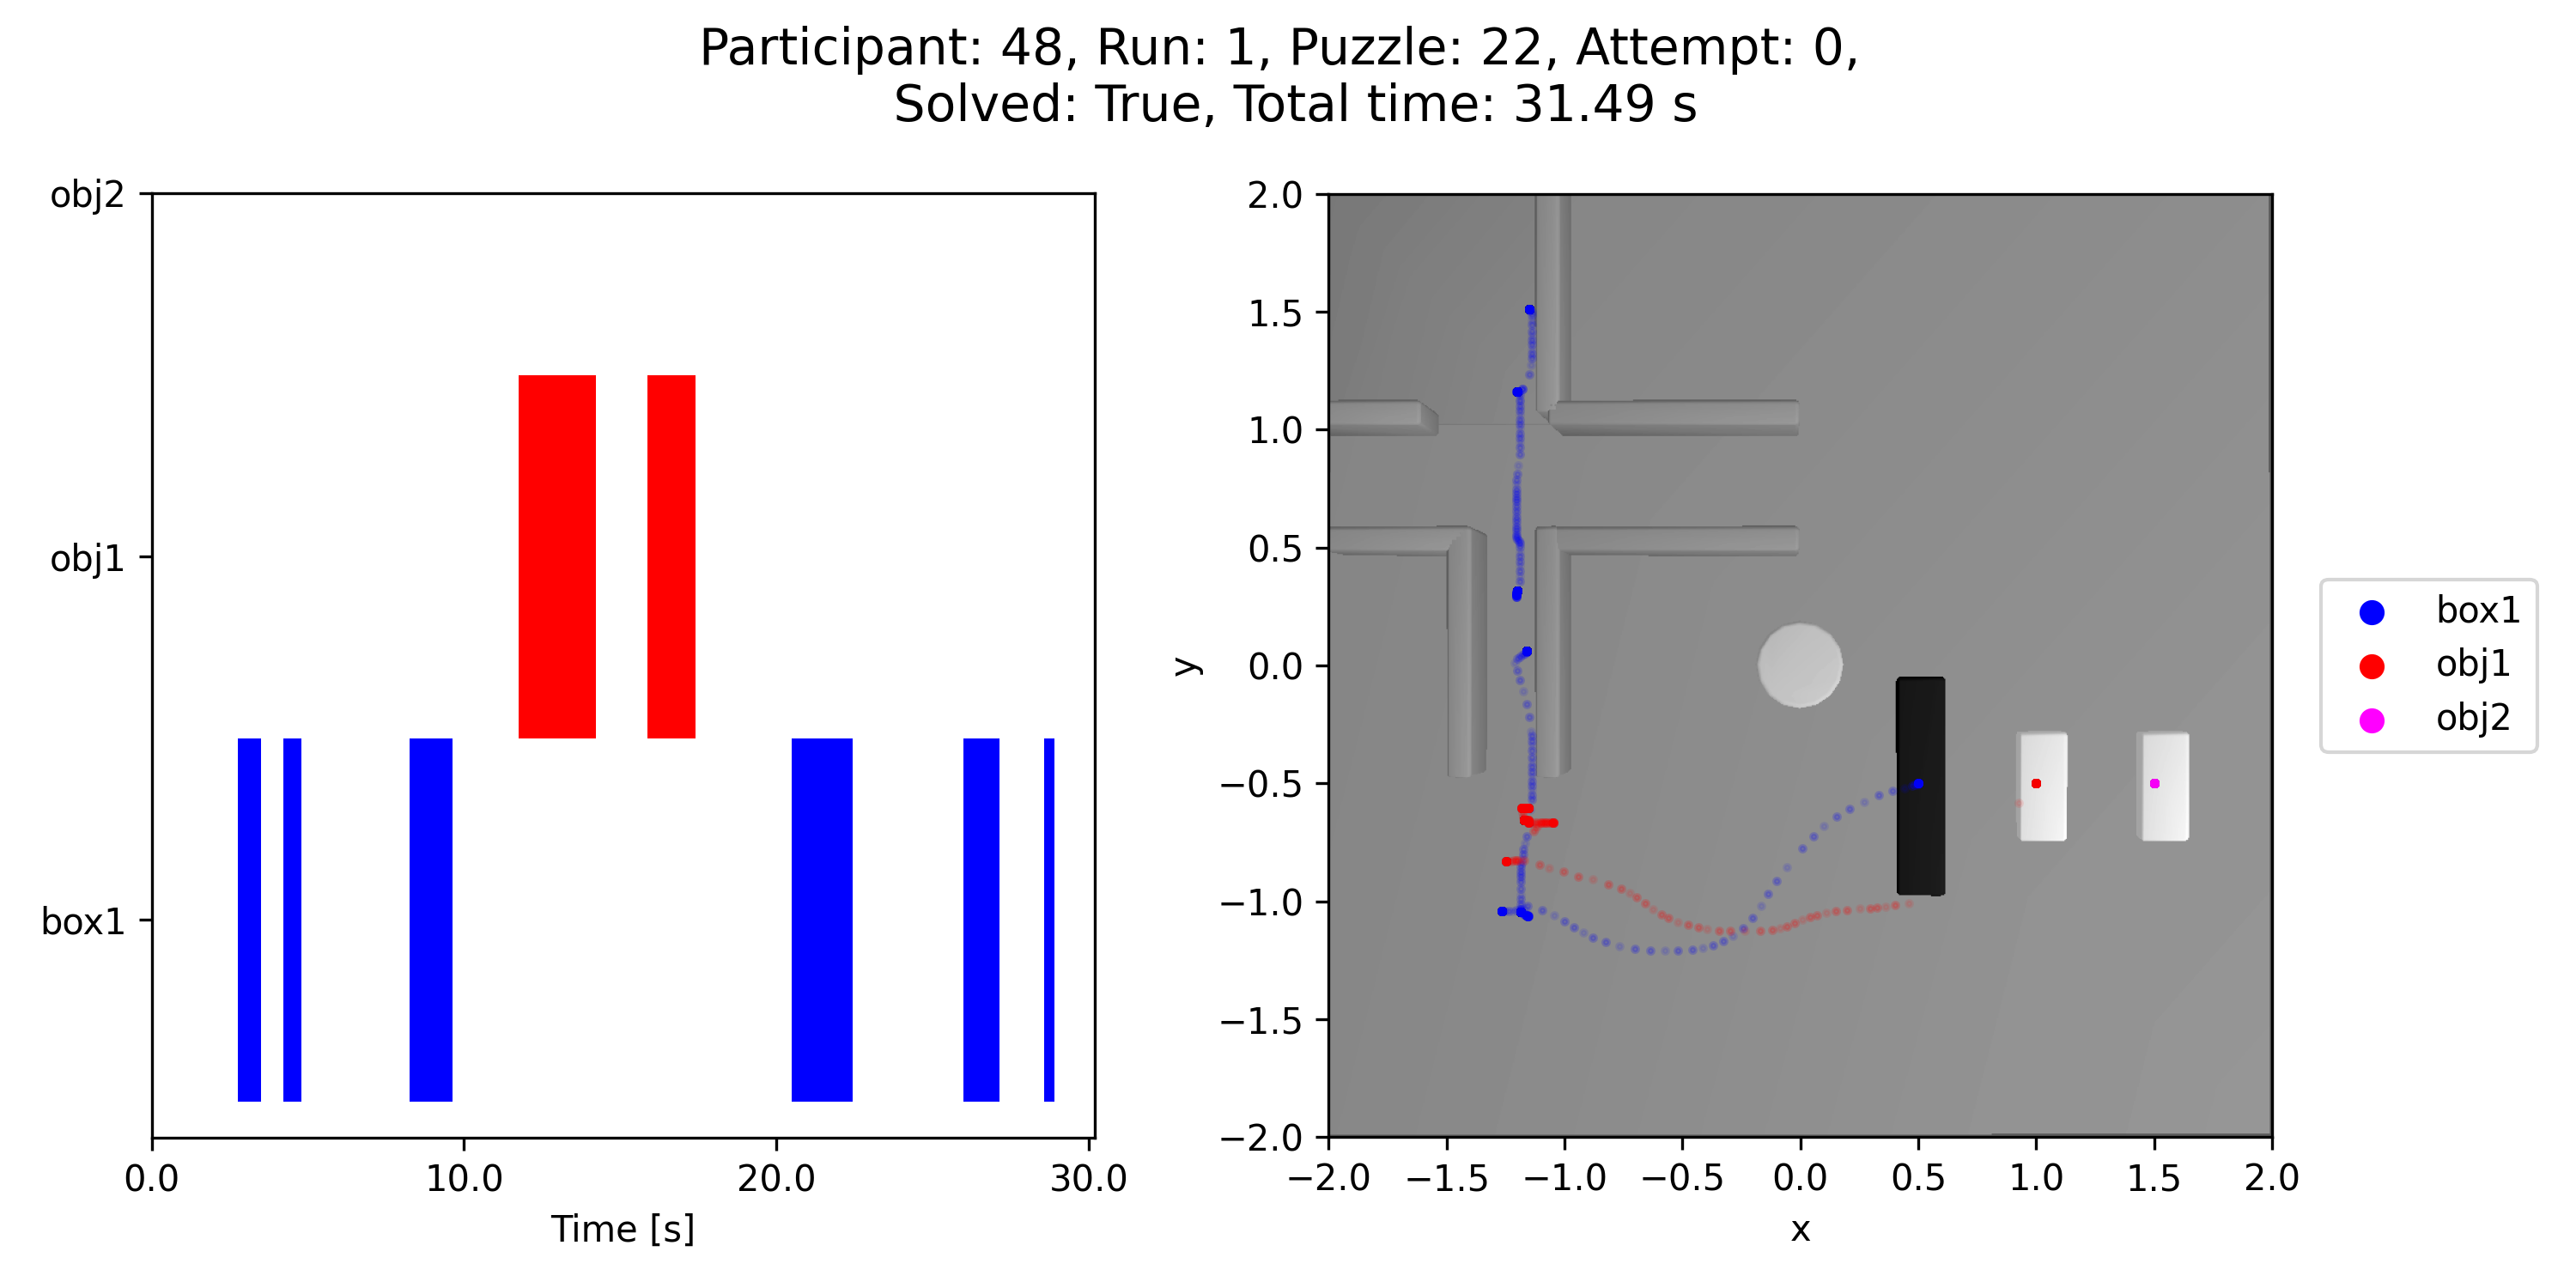 Participant: 48, Run: 1, Puzzle: 22, Attempt: 0,
Solved: True, Total time: 31.49 s
obj2
obj1
box1
0.0 10.0 20.0 30.0
Time [s]
2.0
1.5
1.0
0.5
0.0
−0.5
−1.0
−1.5
−2.0
y
−2.0 −1.5 −1.0 −0.5 0.0 0.5 1.0 1.5 2.0
x
box1
obj1
obj2